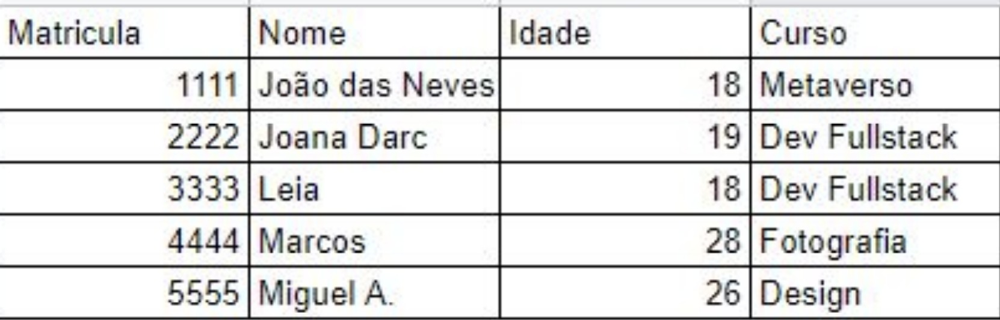 Matricula Nome Idade Curso
1111 João das Neves 18 Metaverso
2222 Joana Darc 19 Dev Fullstack
3333 Leia 18 Dev Fullstack
4444 Marcos 28 Fotografia
5555 Miguel A. 26 Design